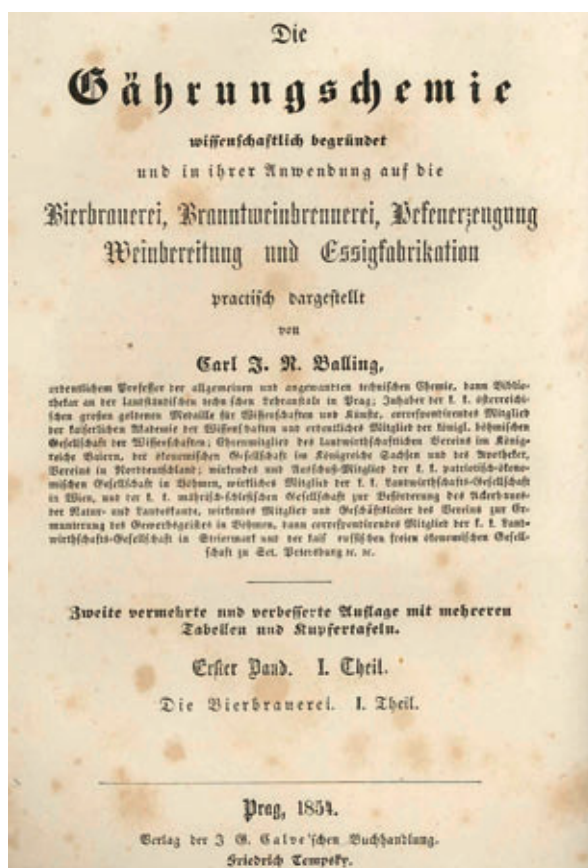 Die
Gährungschemie
wissenschaftlich begründet
und in ihrer Anwendung auf die
Bierbrauerei, Branntweinbrennerei, Hefenerzeugung
Weinbereitung und Essigfabrikation
practisch dargestellt
von
Carl J. N. Balling,
ordentlichem Professor der allgemeinen und angewandten technischen Chemie, dann Biblio-
thekar an der landständischen technischen Lehranstalt in Prag; Inhaber der k. k. österreichi-
schen großen goldenen Medaille für Wissenschaften und Künste, correspondirendes Mitglied
der kaiserlichen Akademie der Wissenschaften und ordentliches Mitglied der königl. böhmischen
Gesellschaft der Wissenschaften; Ehrenmitglied des landwirthschaftlichen Vereins im König-
reiche Baiern, der ökonomischen Gesellschaft im Königreiche Sachsen und des Apotheker-
Vereins in Norddeutschland; wirkendes und Ausschuß-Mitglied der k. k. patriotisch-ökono-
mischen Gesellschaft in Böhmen, wirkliches Mitglied der k. k. Landwirthschafts-Gesellschaft
in Wien, und der k. k. mährisch-schlesischen Gesellschaft zur Beförderung des Ackerbaues
der Natur- und Landeskunde, wirkendes Mitglied und Geschäftsleiter des Vereins zur Er-
munterung des Gewerbsgeistes in Böhmen, dann correspondirendes Mitglied der k. k. Land-
wirthschafts-Gesellschaft in Steiermark und der kais. russischen freien ökonomischen Gesell-
schaft zu Sct. Petersburg ꝛc. ꝛc.
Zweite vermehrte und verbesserte Auflage mit mehreren
Tabellen und Kupfertafeln.
Erster Band. I. Theil.
Die Bierbrauerei. I. Theil.
Prag, 1854.
Verlag der J. G. Calve'schen Buchhandlung.
Friedrich Tempsky.